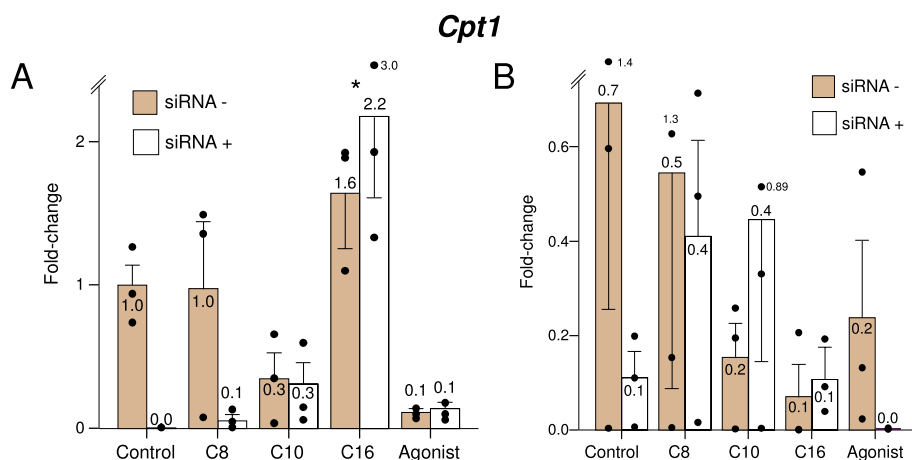 Cpt1
A
B
siRNA -
siRNA +
Fold-change
2
1
0
1.0
0.0
1.0
0.1
0.3
0.3
1.6
2.2
3.0
*
0.1
0.1
Control
C8
C10
C16
Agonist
siRNA -
siRNA +
Fold-change
0.6
0.4
0.2
0.0
0.7
1.4
0.1
0.5
1.3
0.4
0.2
0.4
0.89
0.1
0.1
0.2
0.0
Control
C8
C10
C16
Agonist